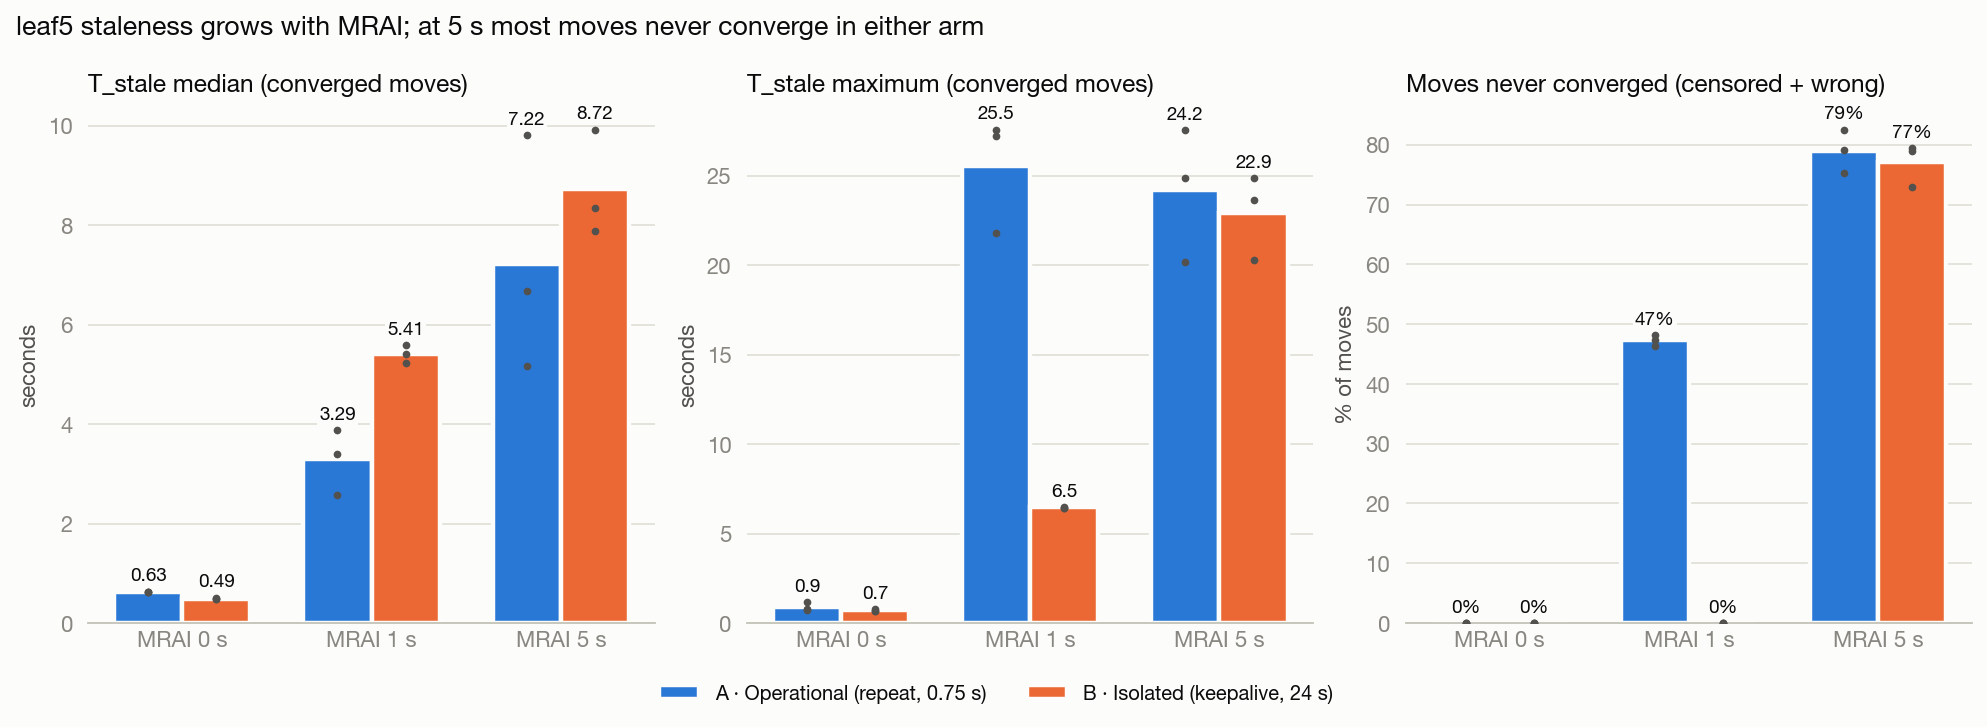 leaf5 staleness grows with MRAI; at 5 s most moves never converge in either arm
T_stale median (converged moves)
seconds
10
8
6
4
2
0
0.63
0.49
3.29
5.41
7.22
8.72
MRAI 0 s
MRAI 1 s
MRAI 5 s
T_stale maximum (converged moves)
seconds
25
20
15
10
5
0
0.9
0.7
25.5
6.5
24.2
22.9
MRAI 0 s
MRAI 1 s
MRAI 5 s
Moves never converged (censored + wrong)
% of moves
80
70
60
50
40
30
20
10
0
0%
0%
47%
0%
79%
77%
MRAI 0 s
MRAI 1 s
MRAI 5 s
A · Operational (repeat, 0.75 s)
B · Isolated (keepalive, 24 s)